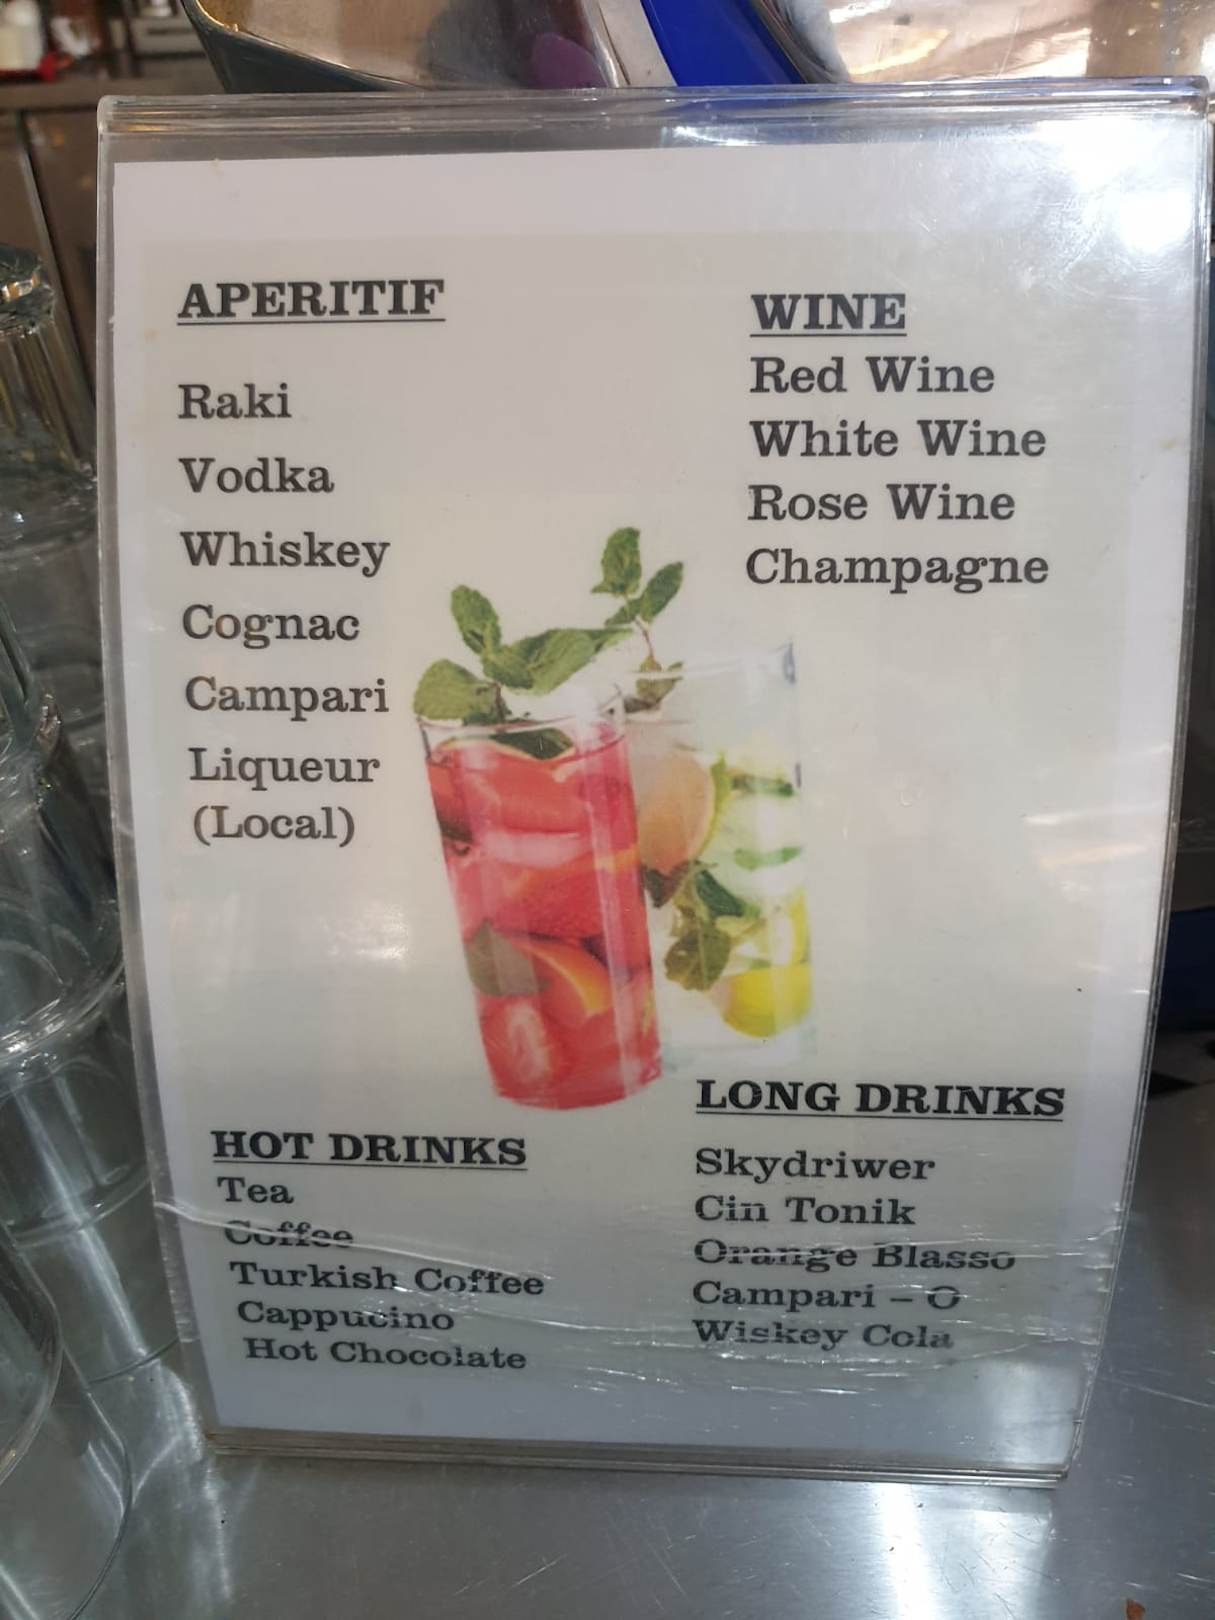 APERITIF
Raki
Vodka
Whiskey
Cognac
Campari
Liqueur
(Local)
WINE
Red Wine
White Wine
Rose Wine
Champagne
HOT DRINKS
Tea
Coffee
Turkish Coffee
Cappucino
Hot Chocolate
LONG DRINKS
Skydriwer
Cin Tonik
Orange Blasso
Campari – O
Wiskey Cola